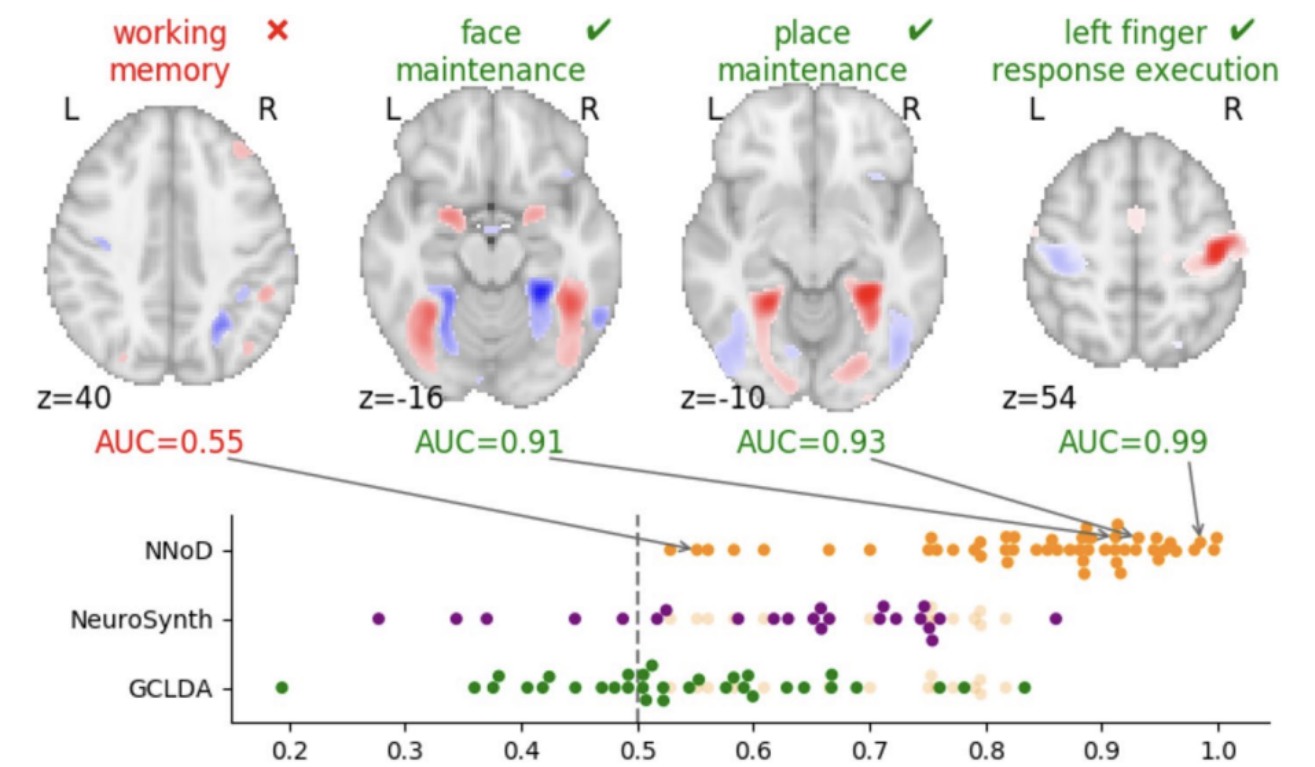 working ✖ face ✔ place ✔ left finger ✔
memory maintenance maintenance response execution
L R L R L R L R
z=40 z=-16 z=-10 z=54
AUC=0.55 AUC=0.91 AUC=0.93 AUC=0.99
NNoD
NeuroSynth
GCLDA
0.2 0.3 0.4 0.5 0.6 0.7 0.8 0.9 1.0